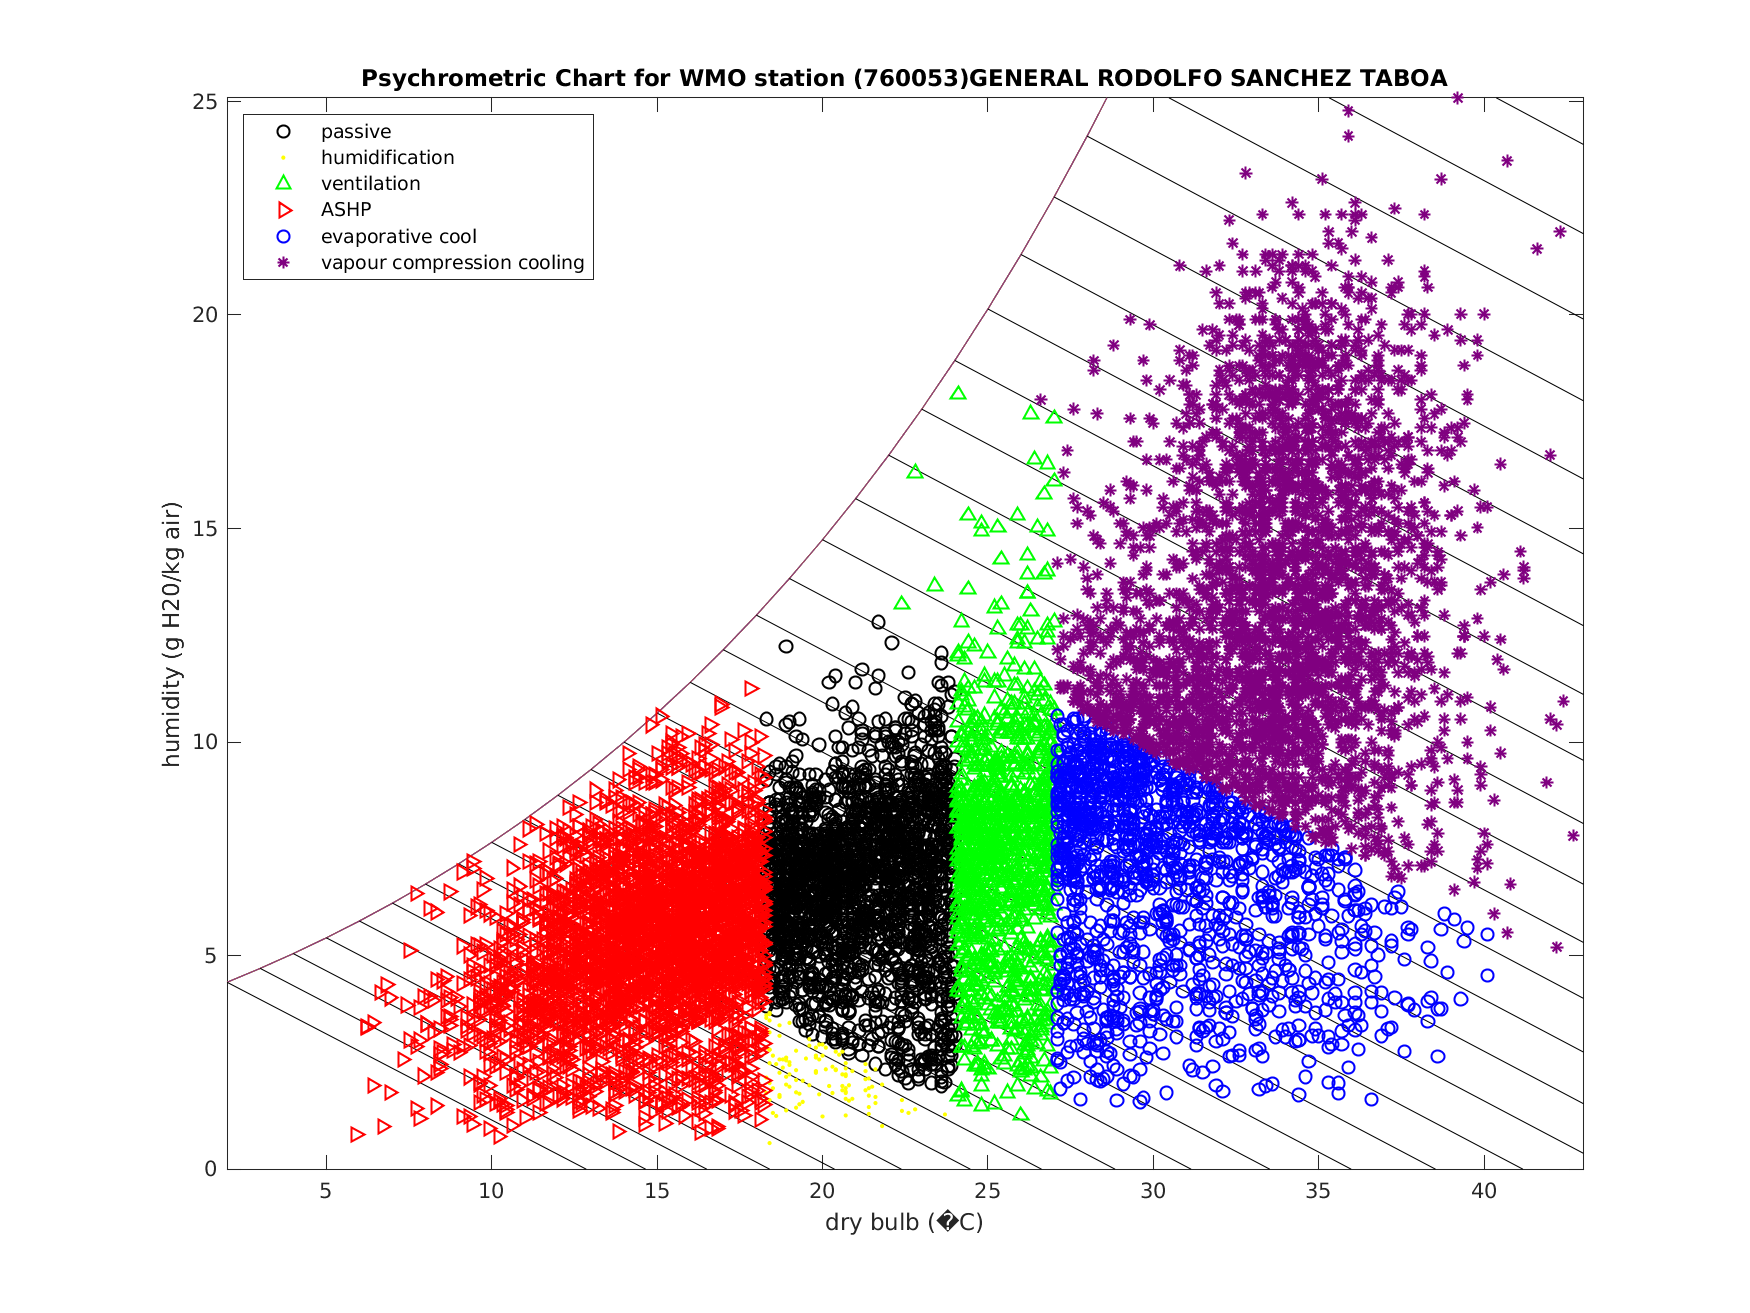 Psychrometric Chart for WMO station (760053)GENERAL RODOLFO SANCHEZ TABOA
passive
humidification
ventilation
ASHP
evaporative cool
vapour compression cooling
25
20
15
10
5
0
humidity (g H20/kg air)
5 10 15 20 25 30 35 40
dry bulb (�C)